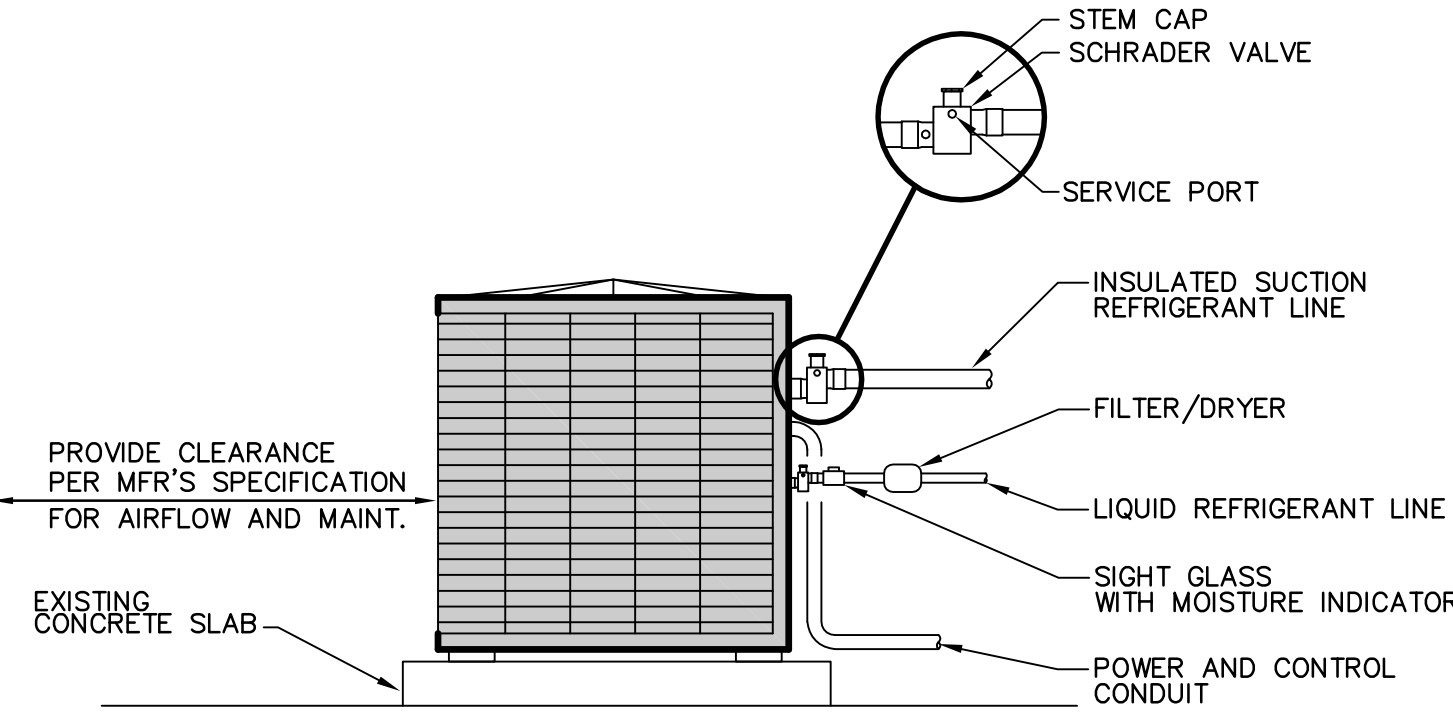 STEM CAP
SCHRADER VALVE
SERVICE PORT
INSULATED SUCTION
REFRIGERANT LINE
FILTER/DRYER
PROVIDE CLEARANCE
PER MFR'S SPECIFICATION
FOR AIRFLOW AND MAINT.
LIQUID REFRIGERANT LINE
SIGHT GLASS
WITH MOISTURE INDICATOR
EXISTING
CONCRETE SLAB
POWER AND CONTROL
CONDUIT